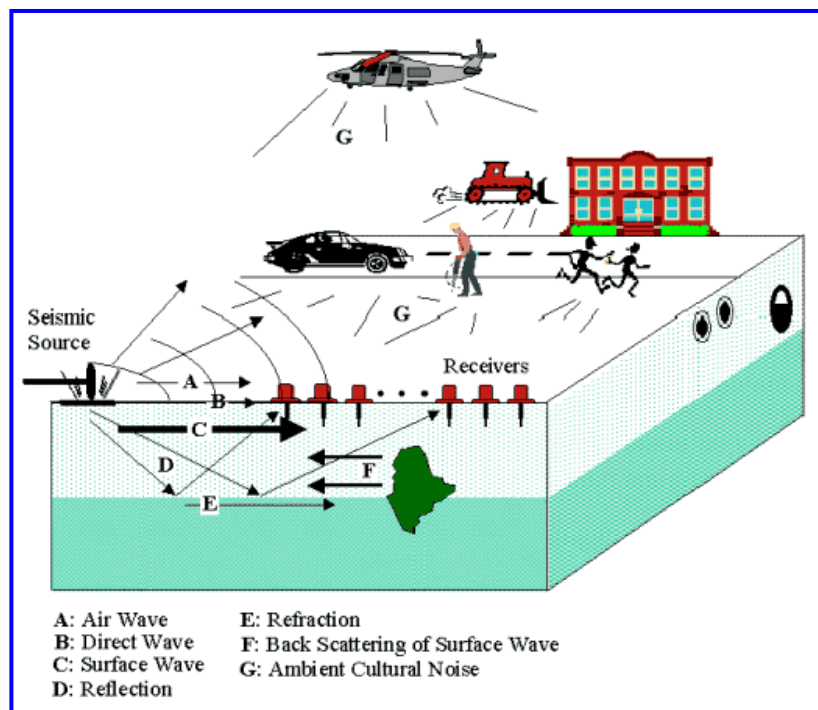 G
Seismic
Source
G
Receivers
A
B
C
D
F
E
A: Air Wave
B: Direct Wave
C: Surface Wave
D: Reflection
E: Refraction
F: Back Scattering of Surface Wave
G: Ambient Cultural Noise